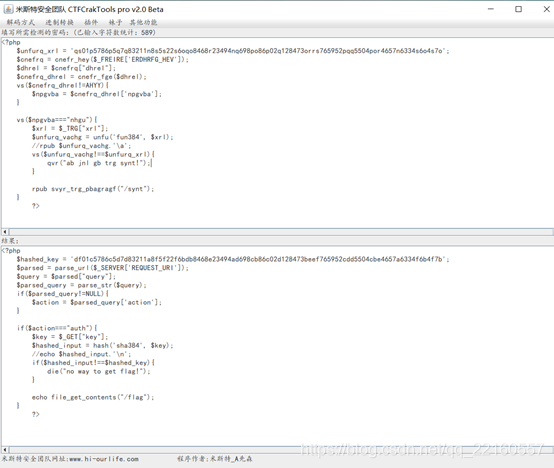 米斯特安全团队 CTFCrakTools pro v2.0 Beta
解码方式 进制转换 插件 妹子 其他功能
填写所需检测的密码:(已输入字符数统计:589)
<?php
$unfurq_xrl = 'qs01p5786p5q7q83211n8s5s22s6oqo8468r23494nq698po86p02q128473orrs765952pqq5504por4657n6334s6o4s7o';
$cnefrq = cnefr_hey($_FREIRE['ERDHRFG_HEV']);
$dhrel = $cnefrq["dhrel"];
$cnefrq_dhrel = cnefr_fge($dhrel);
vs($cnefrq_dhrel!=AHYY){
$npgvba = $cnefrq_dhrel['npgvba'];
}
vs($npgvba==="nhgu"){
$xrl = $_TRG["xrl"];
$unfurq_vachg = unfu('fun384', $xrl);
//rpub $unfurq_vachg.'\a';
vs($unfurq_vachg!==$unfurq_xrl){
qvr("ab jnl gb trg synt!");
}
rpub svyr_trg_pbagragf("/synt");
}
?>
结果:
<?php
$hashed_key = 'df01c5786c5d7d83211a8f5f22f6bdb8468e23494ad698cb86c02d128473beef765952cdd5504cbe4657a6334f6b4f7b';
$parsed = parse_url($_SERVER['REQUEST_URI']);
$query = $parsed["query"];
$parsed_query = parse_str($query);
if($parsed_query!=NULL){
$action = $parsed_query['action'];
}
if($action==="auth"){
$key = $_GET["key"];
$hashed_input = hash('sha384', $key);
//echo $hashed_input.'\n';
if($hashed_input!==$hashed_key){
die("no way to get flag!");
}
echo file_get_contents("/flag");
}
?>
米斯特安全团队网址:www.hi-ourlife.com 程序作者:米斯特_A先森
https://blog.csdn.net/qq_22160557